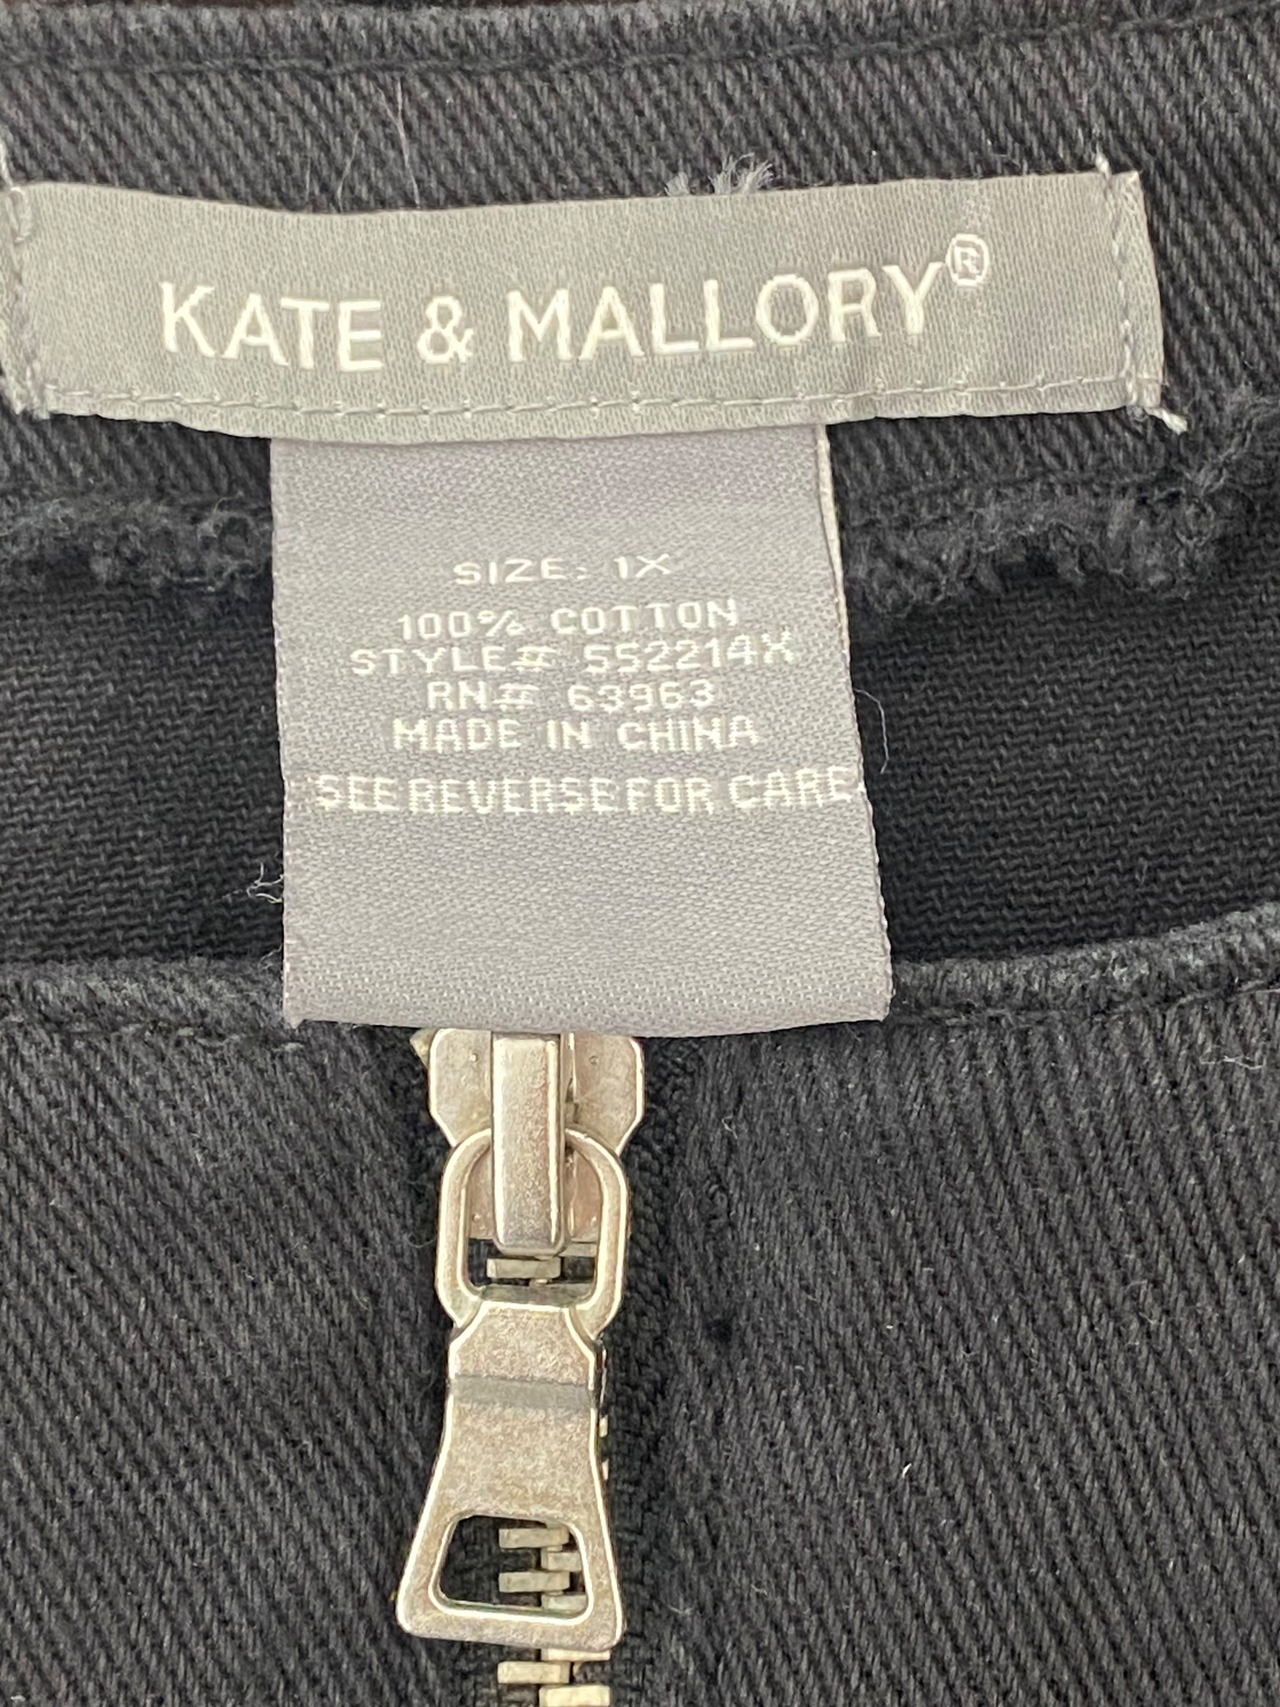 KATE & MALLORY®
SIZE: 1X
100% COTTON
STYLE# 552214X
RN# 63963
MADE IN CHINA
SEE REVERSE FOR CARE